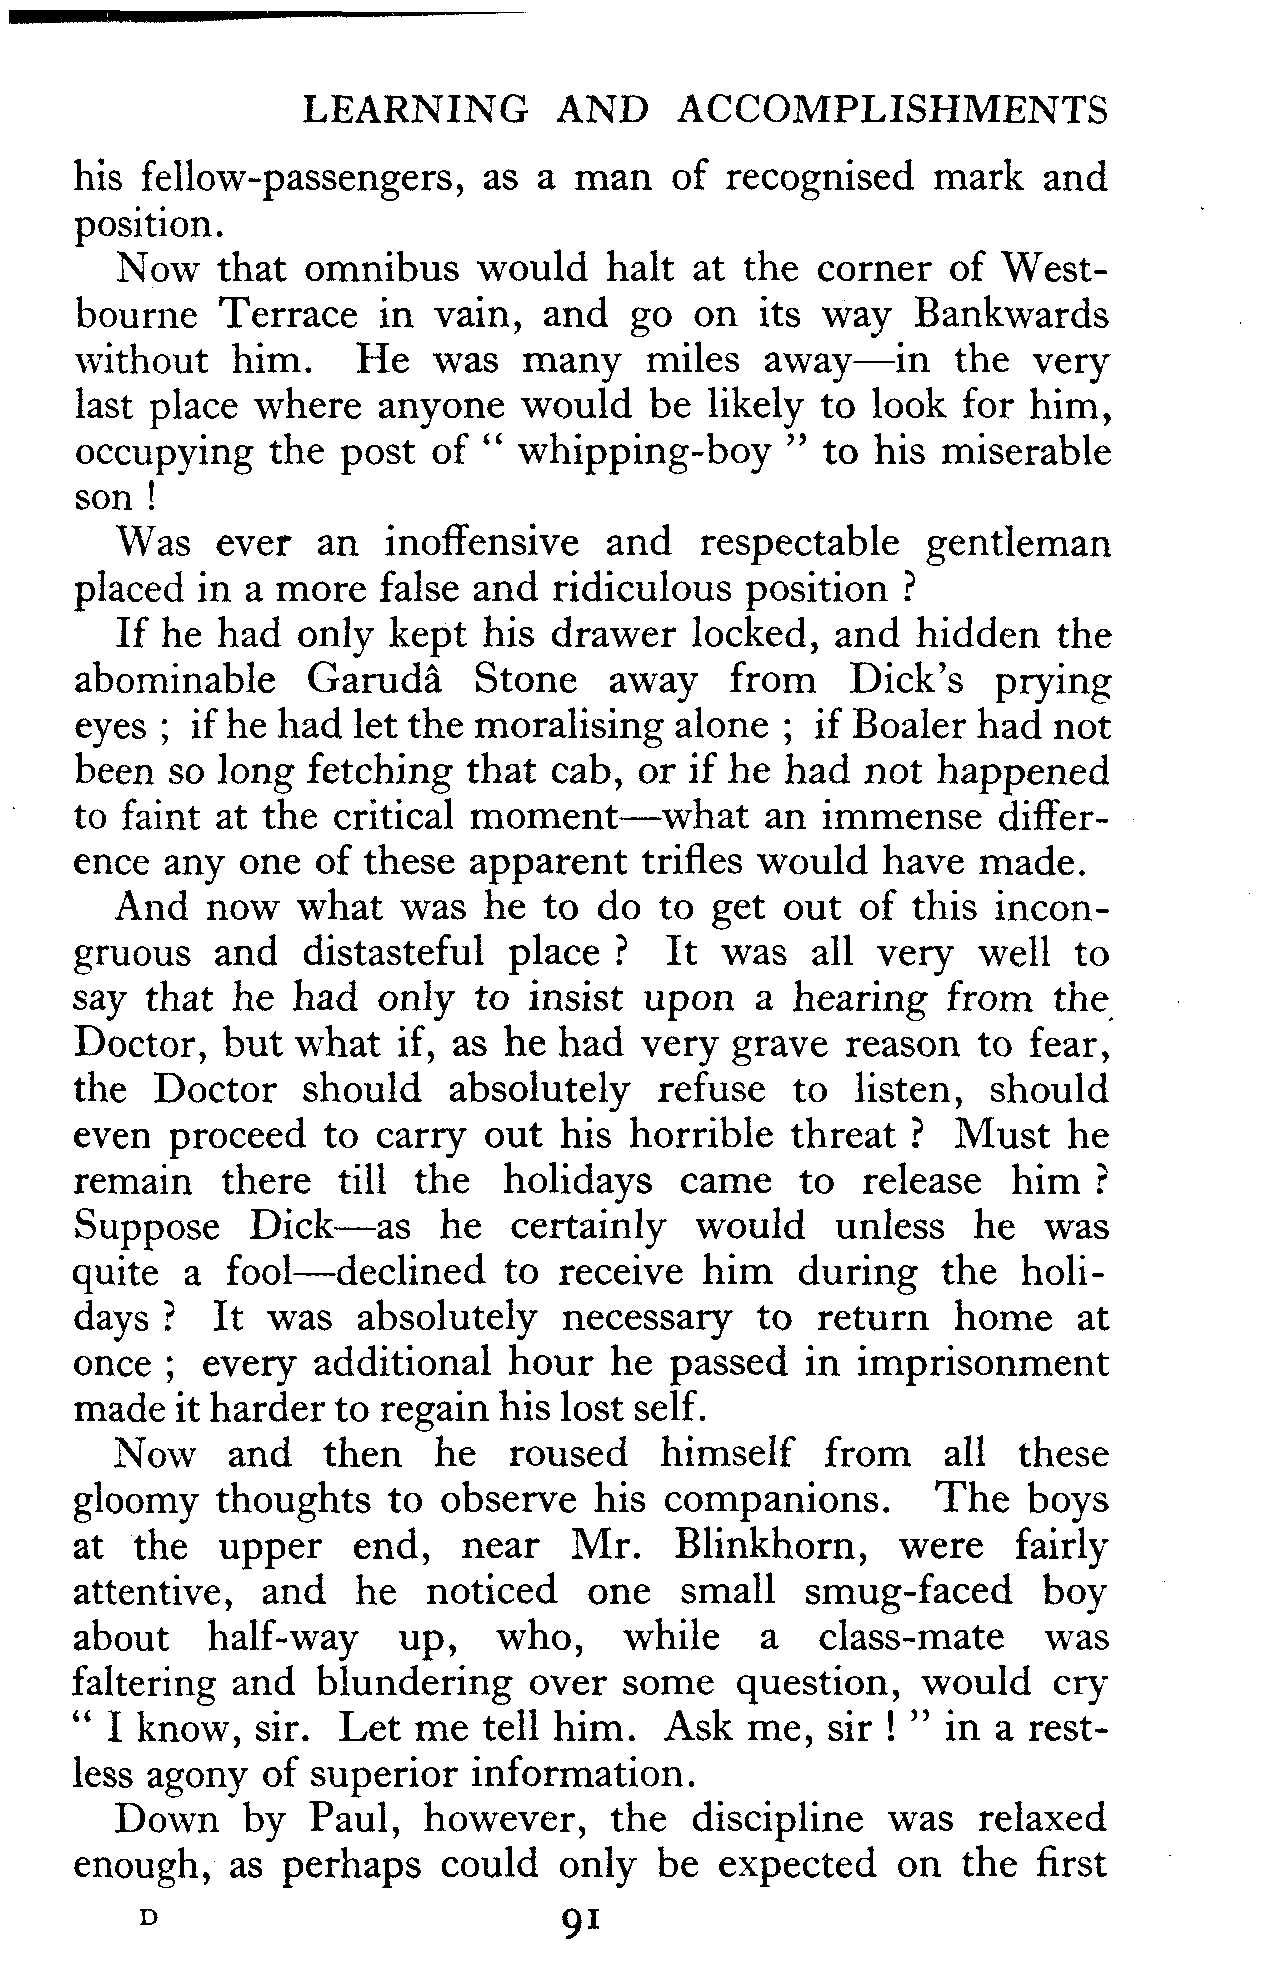 LEARNING AND ACCOMPLISHMENTS
his fellow-passengers, as a man of recognised mark and
position.
Now that omnibus would halt at the corner of West-
bourne Terrace in vain, and go on its way Bankwards
without him. He was many miles away—in the very
last place where anyone would be likely to look for him,
occupying the post of “ whipping-boy ” to his miserable
son !
Was ever an inoffensive and respectable gentleman
placed in a more false and ridiculous position ?
If he had only kept his drawer locked, and hidden the
abominable Garudâ Stone away from Dick’s prying
eyes ; if he had let the moralising alone ; if Boaler had not
been so long fetching that cab, or if he had not happened
to faint at the critical moment—what an immense differ-
ence any one of these apparent trifles would have made.
And now what was he to do to get out of this incon-
gruous and distasteful place ? It was all very well to
say that he had only to insist upon a hearing from the
Doctor, but what if, as he had very grave reason to fear,
the Doctor should absolutely refuse to listen, should
even proceed to carry out his horrible threat ? Must he
remain there till the holidays came to release him ?
Suppose Dick—as he certainly would unless he was
quite a fool—declined to receive him during the holi-
days ? It was absolutely necessary to return home at
once ; every additional hour he passed in imprisonment
made it harder to regain his lost self.
Now and then he roused himself from all these
gloomy thoughts to observe his companions. The boys
at the upper end, near Mr. Blinkhorn, were fairly
attentive, and he noticed one small smug-faced boy
about half-way up, who, while a class-mate was
faltering and blundering over some question, would cry
“ I know, sir. Let me tell him. Ask me, sir ! ” in a rest-
less agony of superior information.
Down by Paul, however, the discipline was relaxed
enough, as perhaps could only be expected on the first
D 91